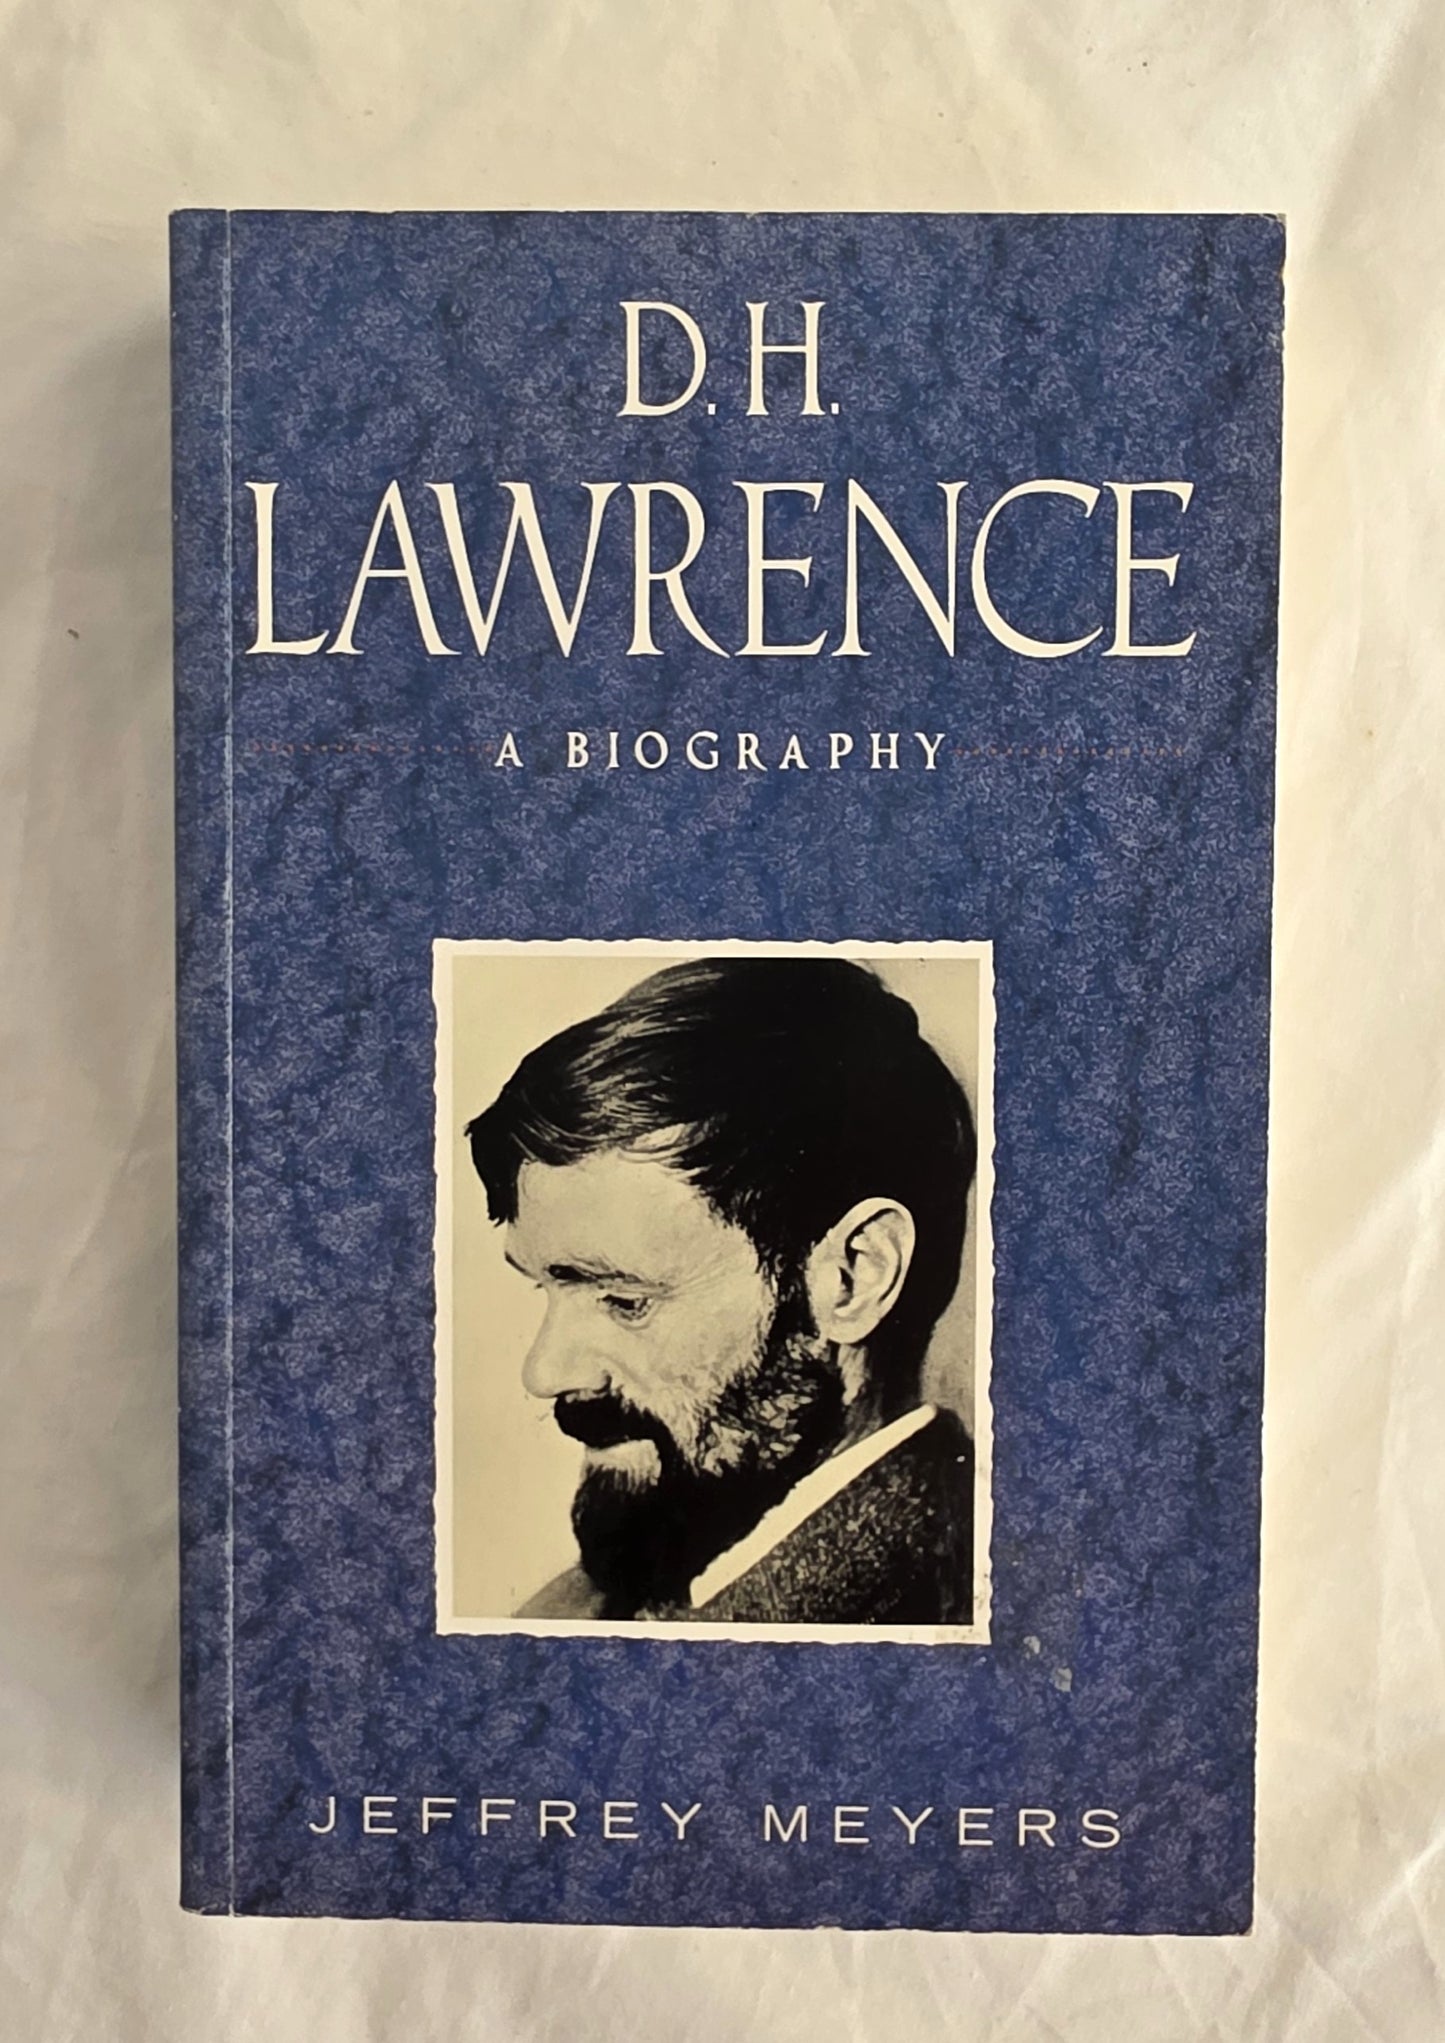 D.H.
LAWRENCE
A BIOGRAPHY
JEFFREY MEYERS